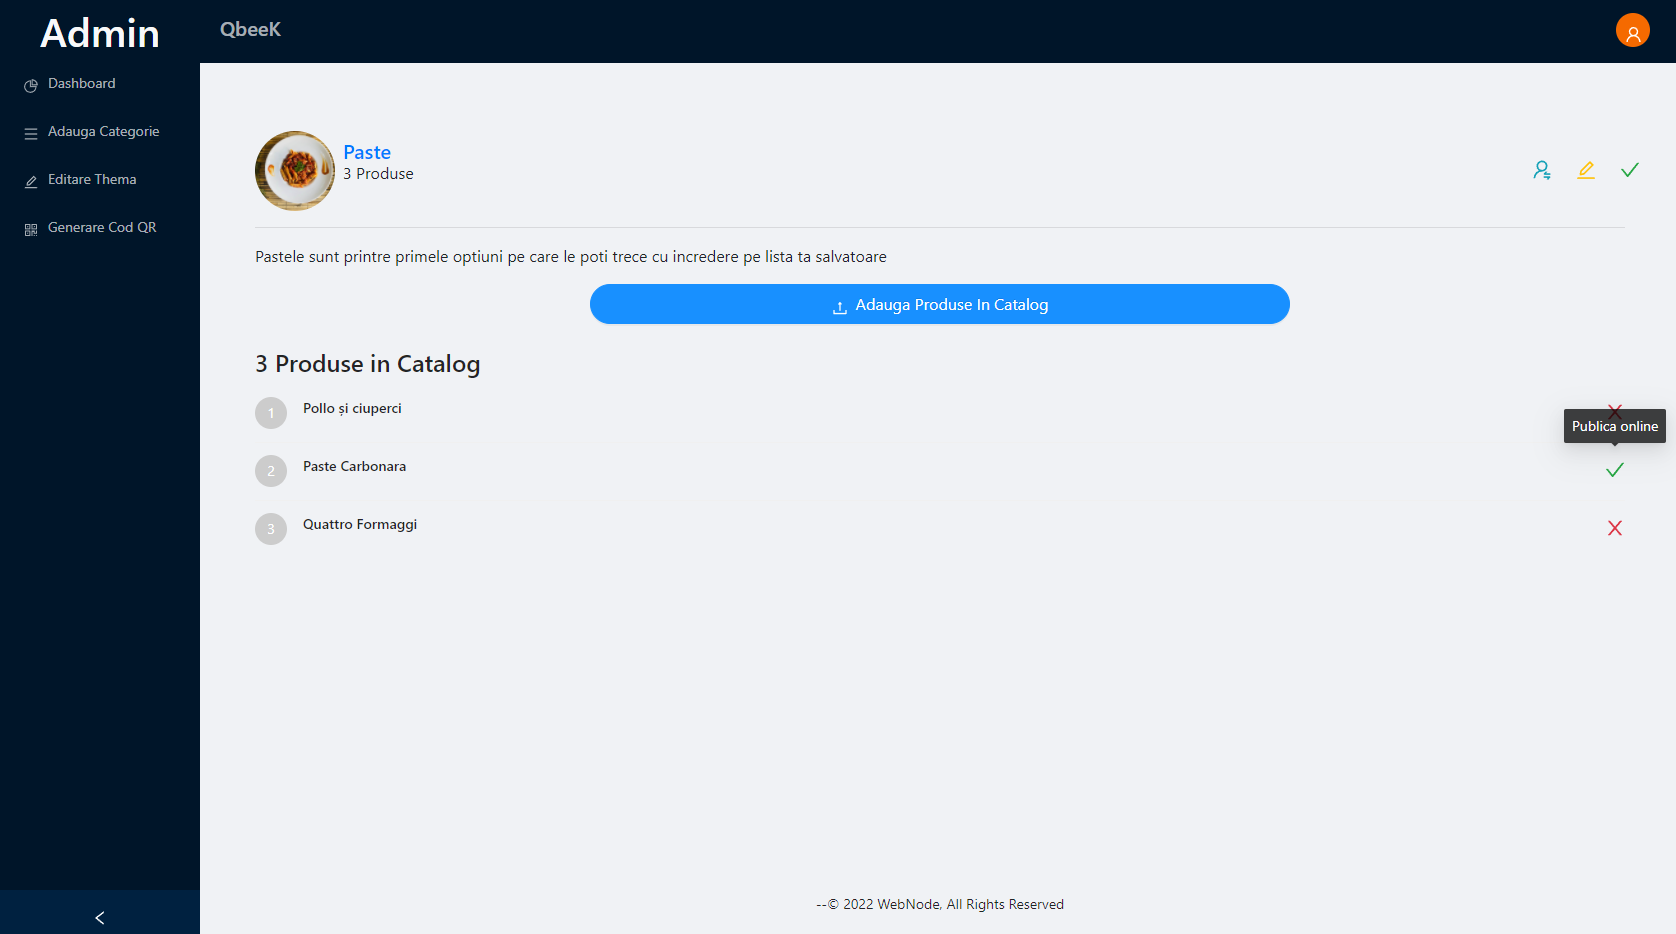 Admin
QbeeK
Dashboard
Adauga Categorie
Editare Thema
Generare Cod QR
Paste
3 Produse
Pastele sunt printre primele optiuni pe care le poti trece cu incredere pe lista ta salvatoare
Adauga Produse In Catalog
3 Produse in Catalog
1 Pollo și ciuperci
Publica online
2 Paste Carbonara
3 Quattro Formaggi
--© 2022 WebNode, All Rights Reserved